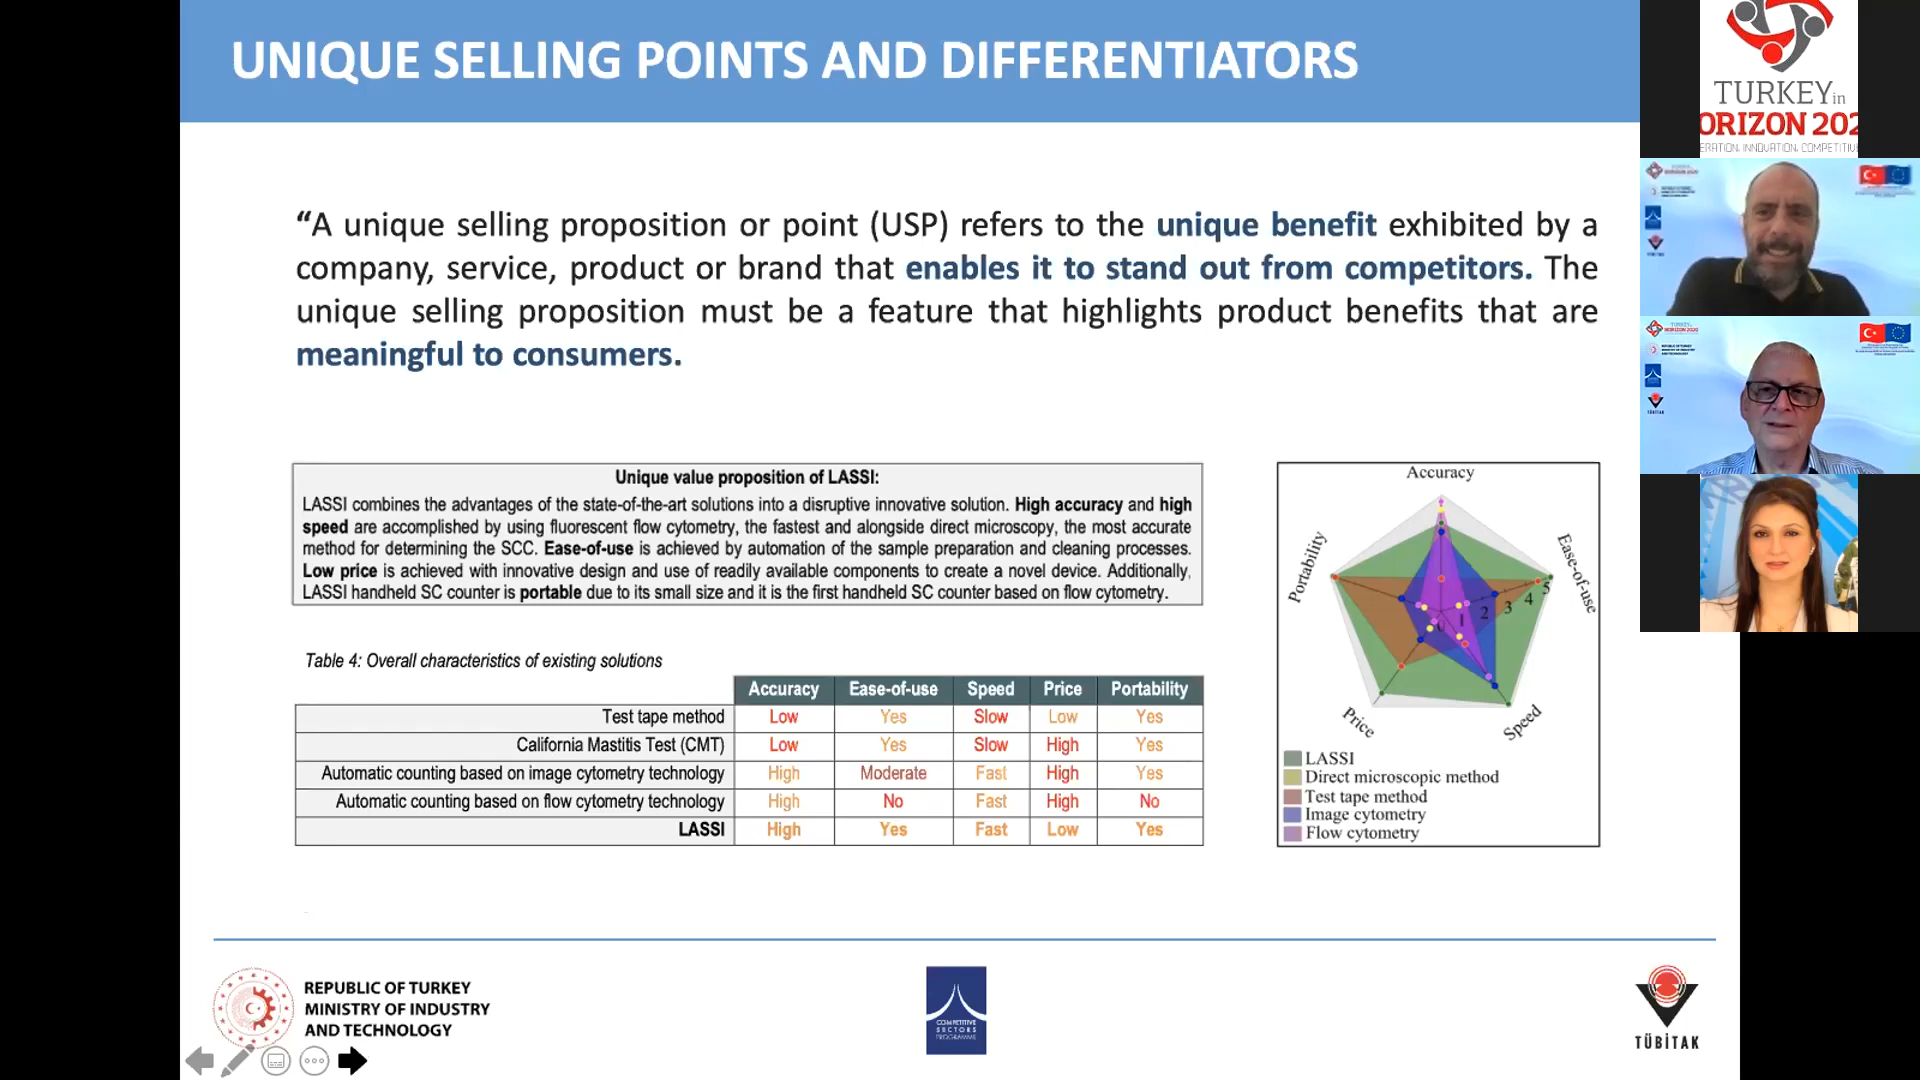 UNIQUE SELLING POINTS AND DIFFERENTIATORS
“A unique selling proposition or point (USP) refers to the unique benefit exhibited by a
company, service, product or brand that enables it to stand out from competitors. The
unique selling proposition must be a feature that highlights product benefits that are
meaningful to consumers.
Unique value proposition of LASSI:
LASSI combines the advantages of the state-of-the-art solutions into a disruptive innovative solution. High accuracy and high
speed are accomplished by using fluorescent flow cytometry, the fastest and alongside direct microscopy, the most accurate
method for determining the SCC. Ease-of-use is achieved by automation of the sample preparation and cleaning processes.
Low price is achieved with innovative design and use of readily available components to create a novel device. Additionally,
LASSI handheld SC counter is portable due to its small size and it is the first handheld SC counter based on flow cytometry.
Table 4: Overall characteristics of existing solutions
Accuracy Ease-of-use Speed Price Portability
Test tape method Low Yes Slow Low Yes
California Mastitis Test (CMT) Low Yes Slow High Yes
Automatic counting based on image cytometry technology High Moderate Fast High Yes
Automatic counting based on flow cytometry technology High No Fast High No
LASSI High Yes Fast Low Yes
Accuracy
Portability
Ease-of-use
0 1 2 3 4 5
Price
Speed
LASSI
Direct microscopic method
Test tape method
Image cytometry
Flow cytometry
REPUBLIC OF TURKEY
MINISTRY OF INDUSTRY
AND TECHNOLOGY
COMPETITIVE
SECTORS
PROGRAMME
TÜBİTAK
TURKEY in
ORIZON 202
ERATION, INNOVATION, COMPETITIV
HORIZON 2020
TÜBİTAK